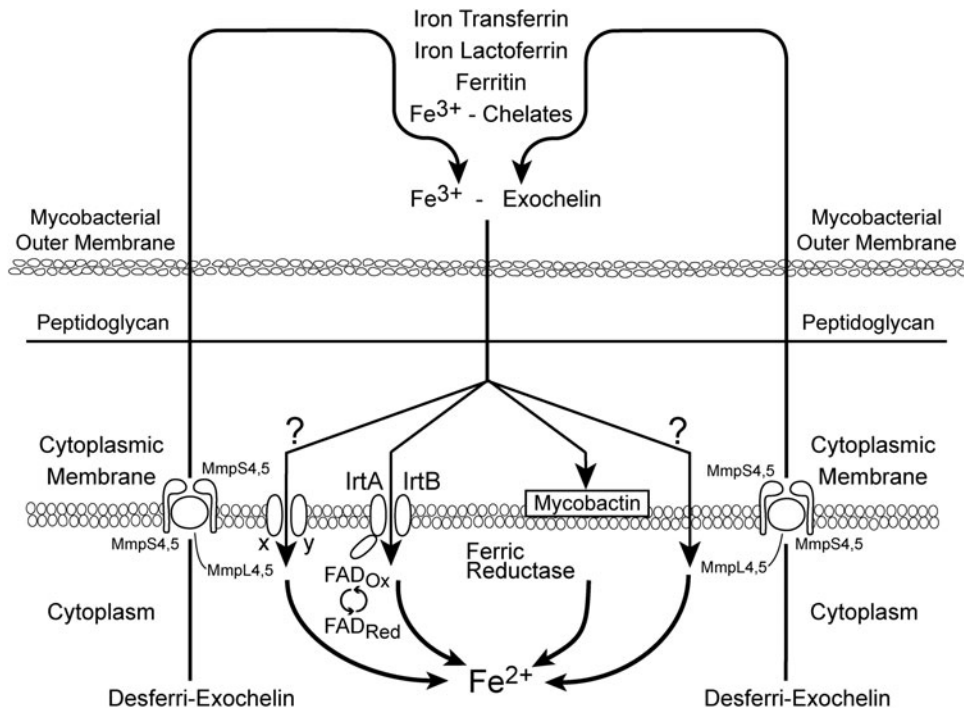 Iron Transferrin
Iron Lactoferrin
Ferritin
Fe3+ - Chelates
Fe3+ - Exochelin
Mycobacterial
Outer Membrane
Mycobacterial
Outer Membrane
Peptidoglycan
Peptidoglycan
?
?
Cytoplasmic
Membrane
MmpS4,5
IrtA
IrtB
MmpS4,5
Cytoplasmic
Membrane
Mycobactin
MmpS4,5
x
y
MmpS4,5
MmpL4,5
Ferric
Reductase
MmpL4,5
FADOx
FADRed
Cytoplasm
Cytoplasm
Fe2+
Desferri-Exochelin
Desferri-Exochelin